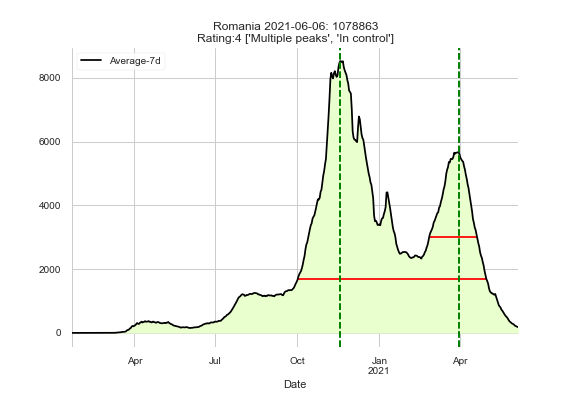 Romania 2021-06-06: 1078863
Rating:4 ['Multiple peaks', 'In control']
Average-7d
8000
6000
4000
2000
0
Apr Jul Oct Jan Apr
2021
Date